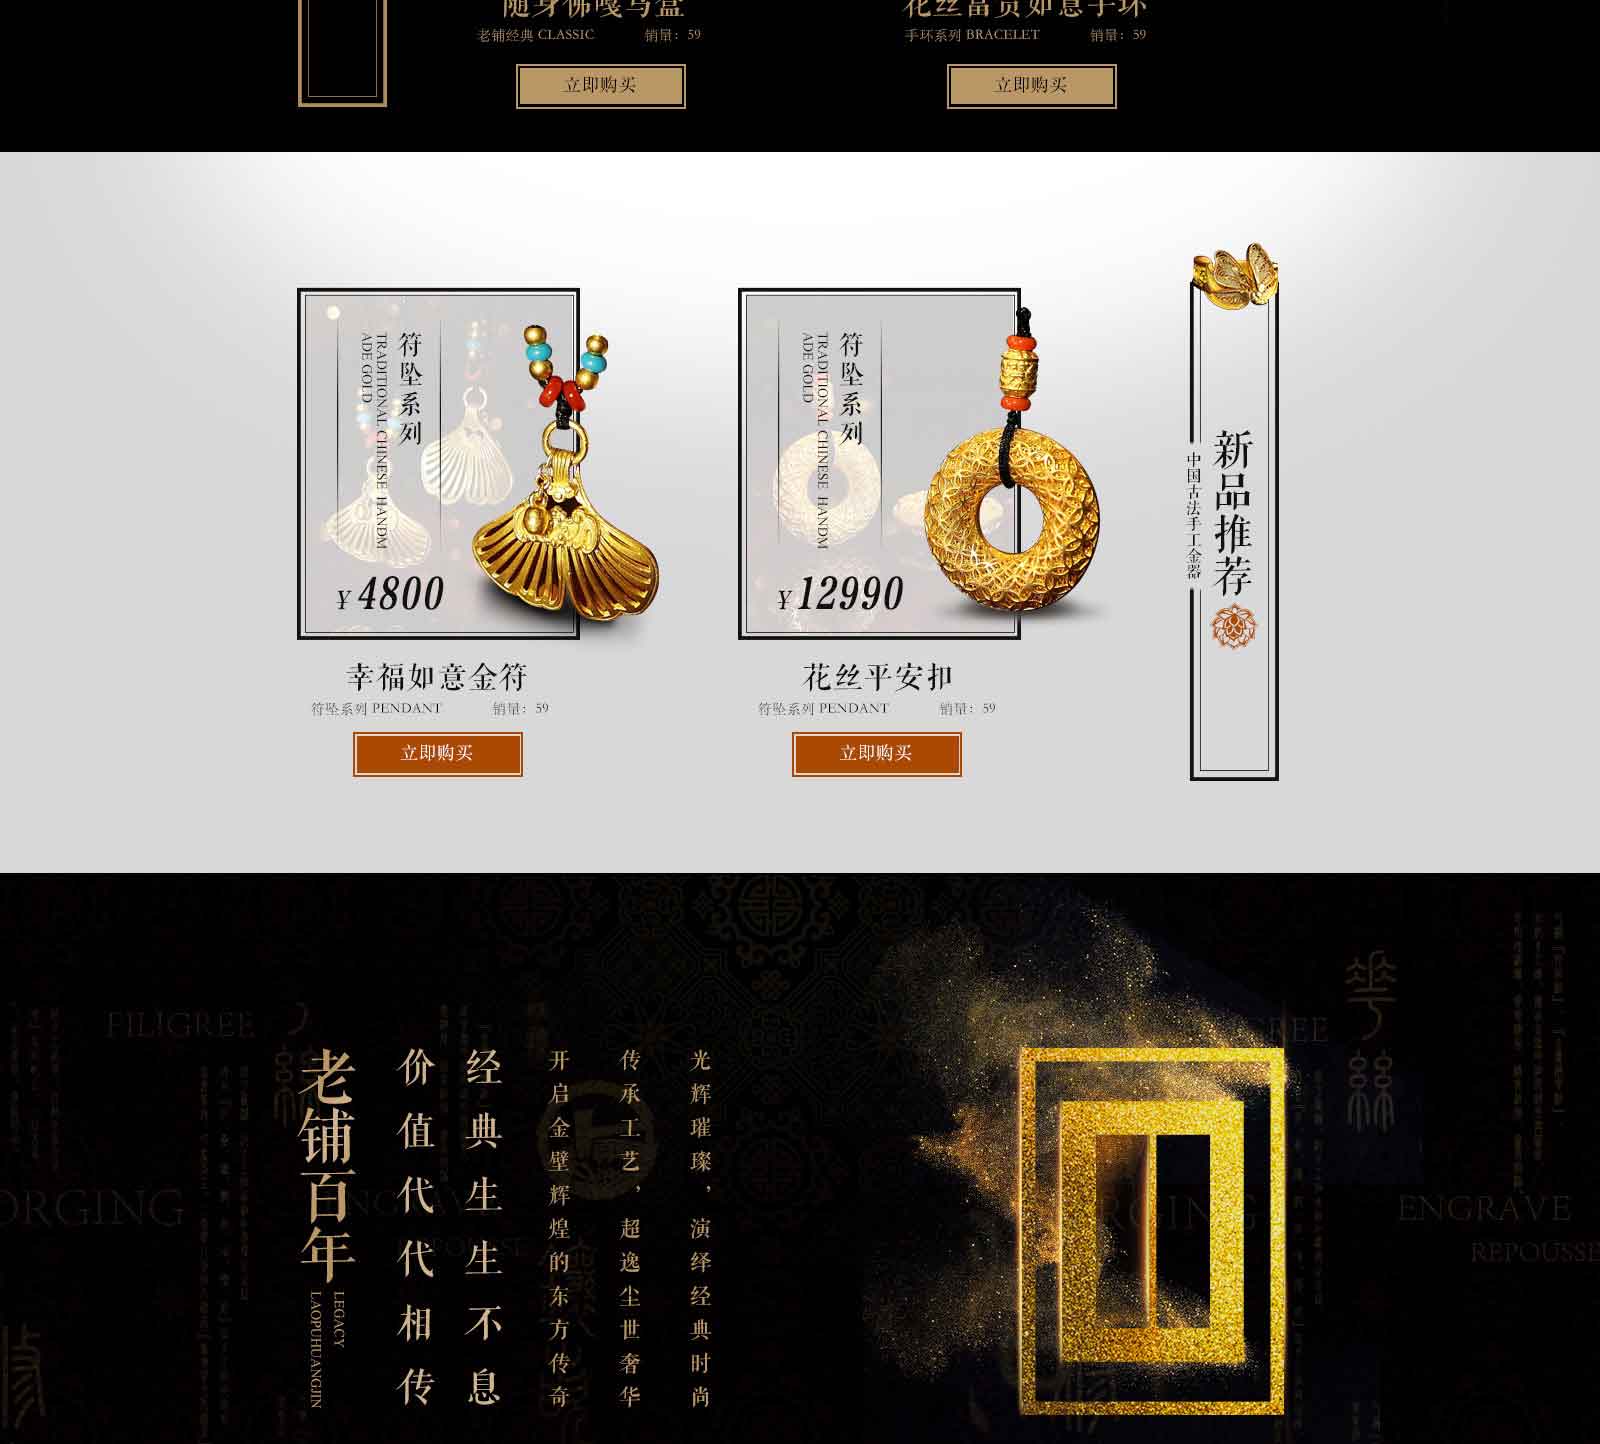 随身佛嘎乌盒
老铺经典 CLASSIC 销量：59
立即购买
花丝富贵如意手环
手环系列 BRACELET 销量：59
立即购买
符坠系列
TRADITIONAL CHINESE HANDM
ADE GOLD
¥ 4800
幸福如意金符
符坠系列 PENDANT 销量：59
立即购买
符坠系列
TRADITIONAL CHINESE HANDM
ADE GOLD
¥ 12990
花丝平安扣
符坠系列 PENDANT 销量：59
立即购买
新品推荐
中国古法手工金器
FILIGREE
ORGING
ENGRAVE
REPOUSSE
老铺百年
LEGACY
LAOPUHUANGJIN
价值代代相传
经典生生不息
开启金壁辉煌的东方传奇
传承工艺，超逸尘世奢华
光辉璀璨，演绎经典时尚